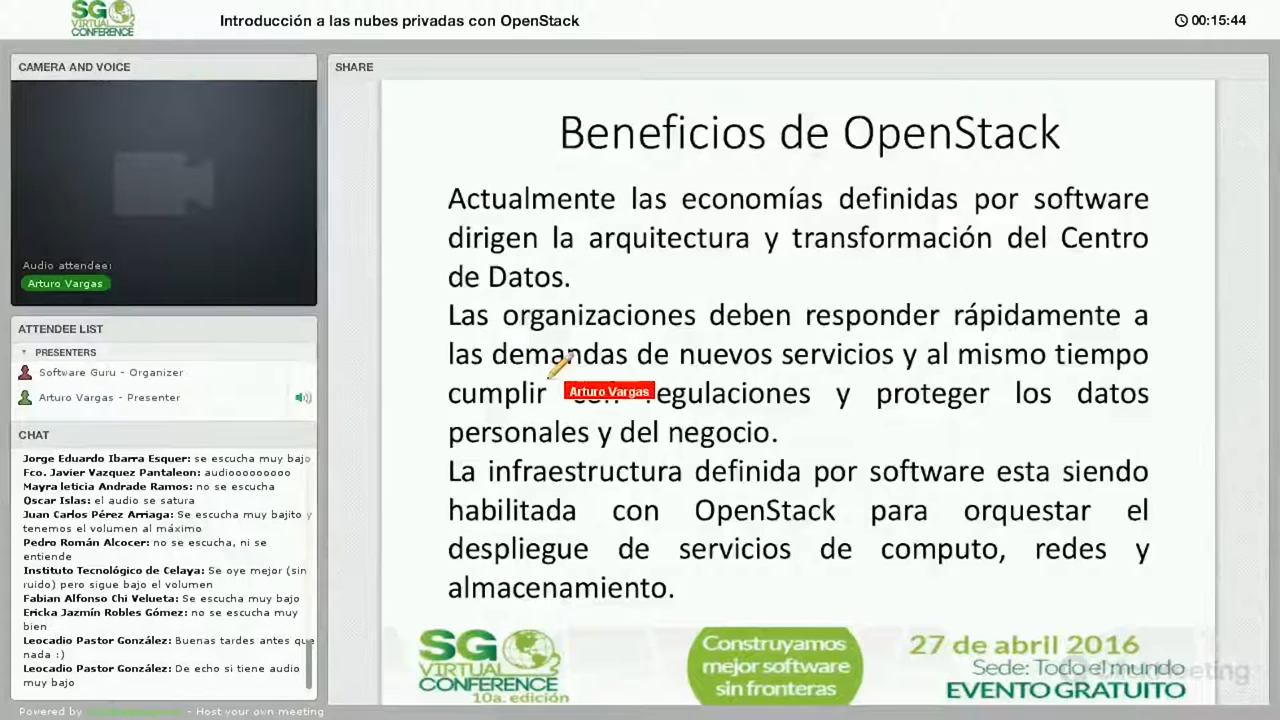 SG
VIRTUAL
CONFERENCE
Introducción a las nubes privadas con OpenStack
00:15:44
CAMERA AND VOICE
Audio attendee:
Arturo Vargas
ATTENDEE LIST
PRESENTERS
Software Guru - Organizer
Arturo Vargas - Presenter
CHAT
Jorge Eduardo Ibarra Esquer: se escucha muy bajo
Fco. Javier Vazquez Pantaleon: audiooooooooo
Mayra leticia Andrade Ramos: no se escucha
Oscar Islas: el audio se satura
Juan Carlos Pérez Arriaga: Se escucha muy bajito y
tenemos el volumen al máximo
Pedro Román Alcocer: no se escucha, ni se
entiende
Instituto Tecnológico de Celaya: Se oye mejor (sin
ruido) pero sigue bajo el volumen
Fabian Alfonso Chi Velueta: Se escucha muy bajo
Ericka Jazmín Robles Gómez: no se escucha muy
bien
Leocadio Pastor González: Buenas tardes antes que
nada :)
Leocadio Pastor González: De echo si tiene audio
muy bajo
Powered by
- Host your own meeting
SHARE
Beneficios de OpenStack
Actualmente las economías definidas por software
dirigen la arquitectura y transformación del Centro
de Datos.
Las organizaciones deben responder rápidamente a
las demandas de nuevos servicios y al mismo tiempo
cumplir con regulaciones y proteger los datos
Arturo Vargas
personales y del negocio.
La infraestructura definida por software esta siendo
habilitada con OpenStack para orquestar el
despliegue de servicios de computo, redes y
almacenamiento.
SG
VIRTUAL
CONFERENCE
10a. edición
Construyamos
mejor software
sin fronteras
27 de abril 2016
Sede: Todo el mundo
EVENTO GRATUITO